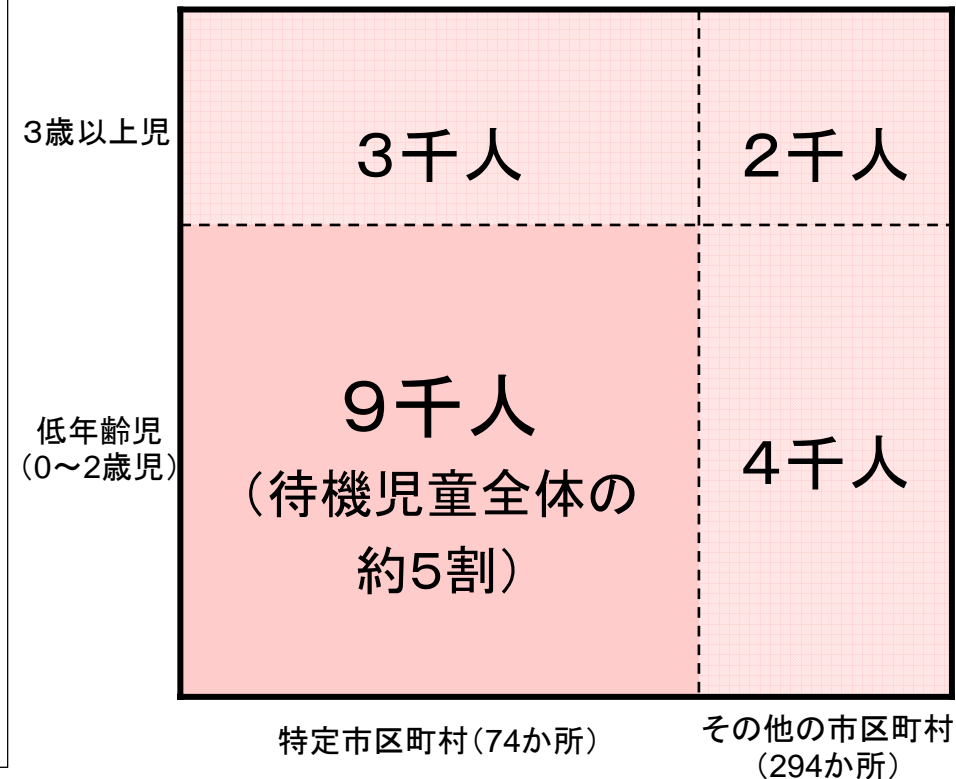 3歳以上児
3千人
2千人
低年齢児
(0～2歳児)
9千人
(待機児童全体の
約5割)
4千人
特定市区町村(74か所)
その他の市区町村
(294か所)